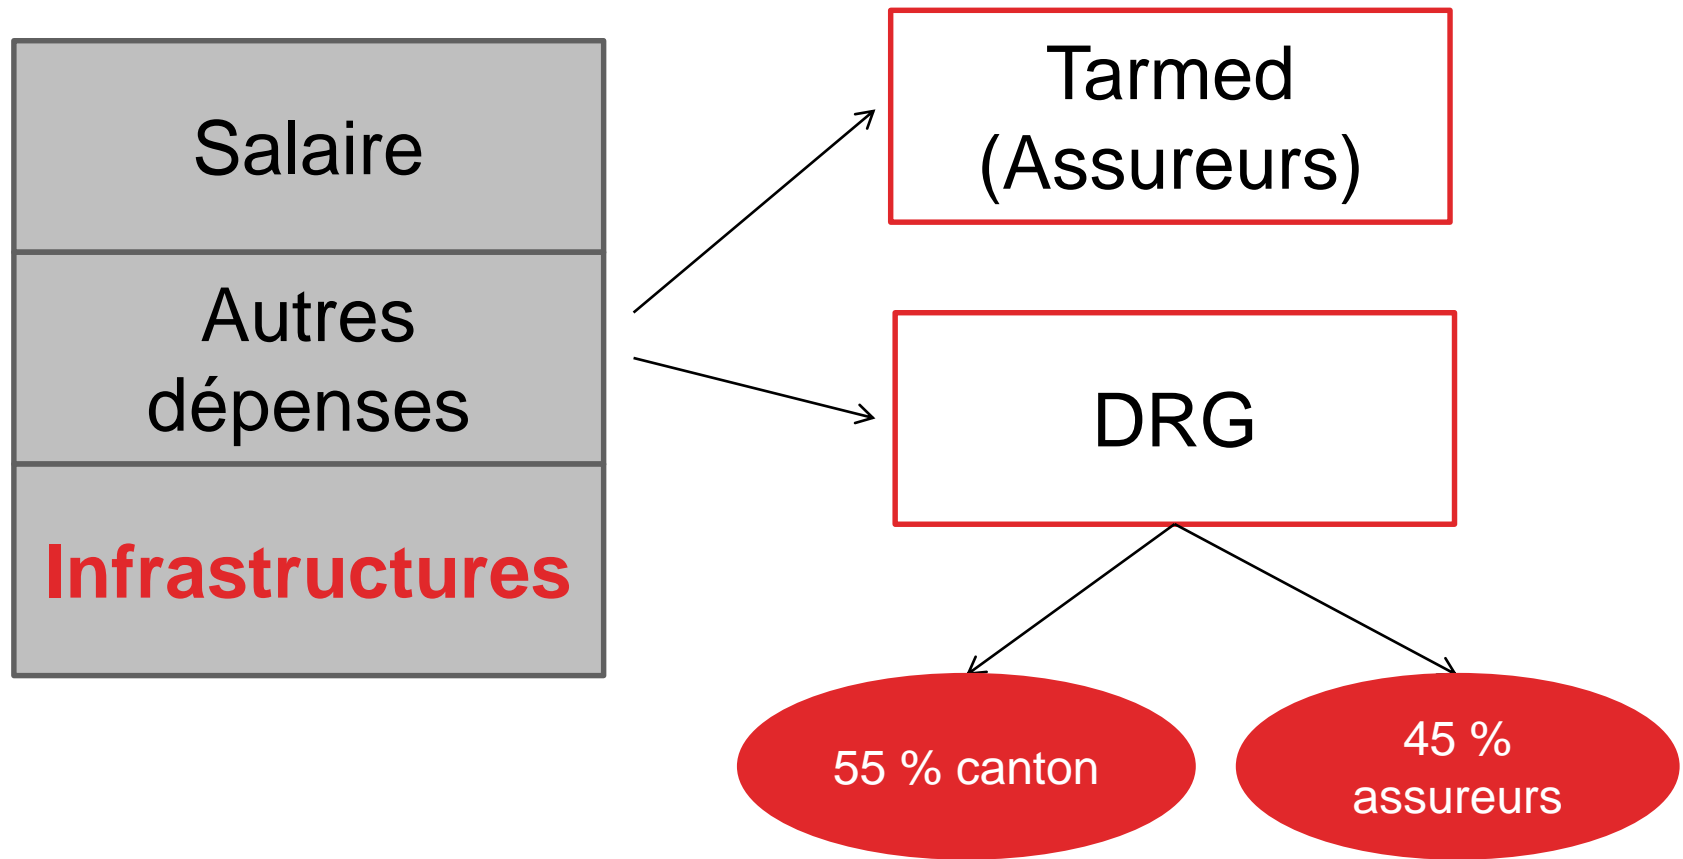 Salaire
Autres
dépenses
Infrastructures
Tarmed
(Assureurs)
DRG
55 % canton
45 %
assureurs